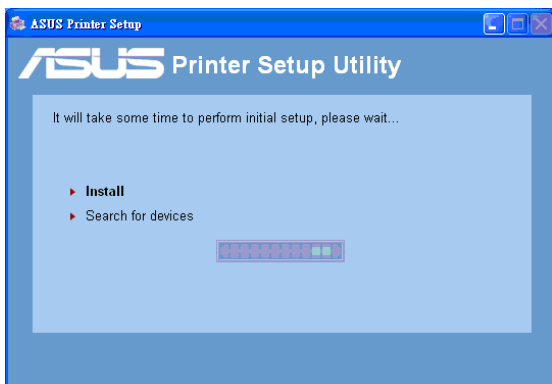 ASUS Printer Setup
ASUS Printer Setup Utility
It will take some time to perform initial setup, please wait...
Install
Search for devices